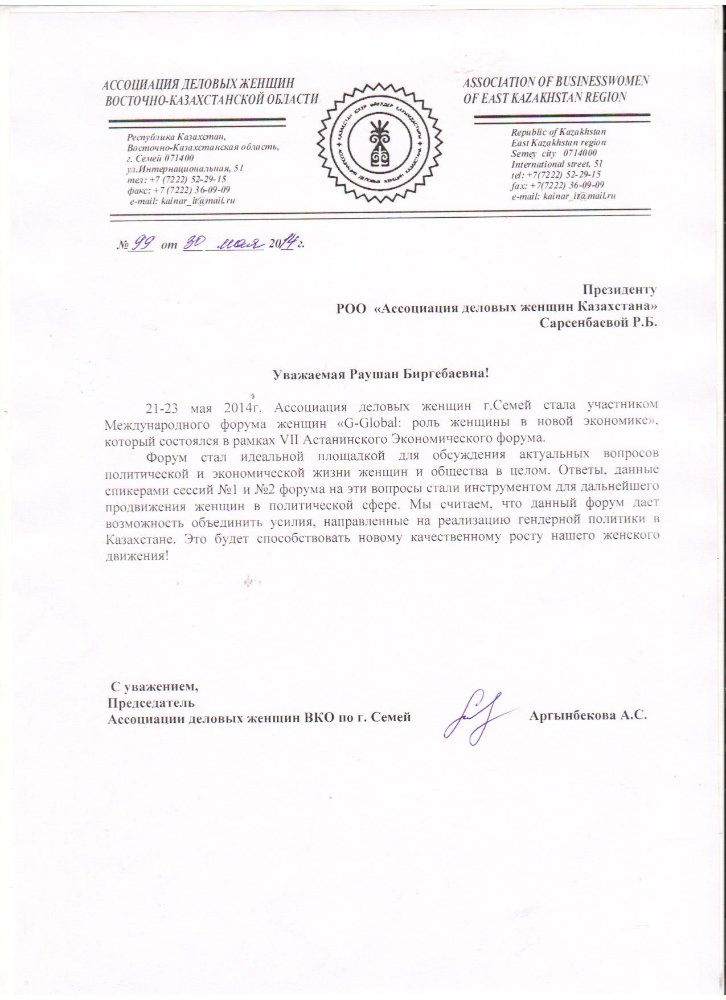 АССОЦИАЦИЯ ДЕЛОВЫХ ЖЕНЩИН
ВОСТОЧНО-КАЗАХСТАНСКОЙ ОБЛАСТИ
Республика Казахстан,
Восточно-Казахстанская область,
г. Семей 071400
ул.Интернациональная, 51
тел: +7 (7222) 52-29-15
факс: +7 (7222) 36-09-09
e-mail: kainar_it@mail.ru
ҚАЗАҚСТАН ІСКЕР ӘЙЕЛДЕР ҚАУЫМДАСТЫҒЫ
АССОЦИАЦИЯ ДЕЛОВЫХ ЖЕНЩИН КАЗАХСТАНА
ASSOCIATION OF BUSINESSWOMEN
OF EAST KAZAKHSTAN REGION
Republic of Kazakhstan
East Kazakhstan region
Semey city 0714000
International street, 51
tel: +7(7222) 52-29-15
fax: +7(7222) 36-09-09
e-mail: kainar_it@mail.ru
№ 99 от 30 мая 2014 г.
Президенту
РОО «Ассоциация деловых женщин Казахстана»
Сарсенбаевой Р.Б.
Уважаемая Раушан Биргебаевна!
21-23 мая 2014г. Ассоциация деловых женщин г.Семей стала участником
Международного форума женщин «G-Global: роль женщины в новой экономике»,
который состоялся в рамках VII Астанинского Экономического форума.
Форум стал идеальной площадкой для обсуждения актуальных вопросов
политической и экономической жизни женщин и общества в целом. Ответы, данные
спикерами сессий №1 и №2 форума на эти вопросы стали инструментом для дальнейшего
продвижения женщин в политической сфере. Мы считаем, что данный форум дает
возможность объединить усилия, направленные на реализацию гендерной политики в
Казахстане. Это будет способствовать новому качественному росту нашего женского
движения!
С уважением,
Председатель
Ассоциации деловых женщин ВКО по г. Семей Аргынбекова А.С.